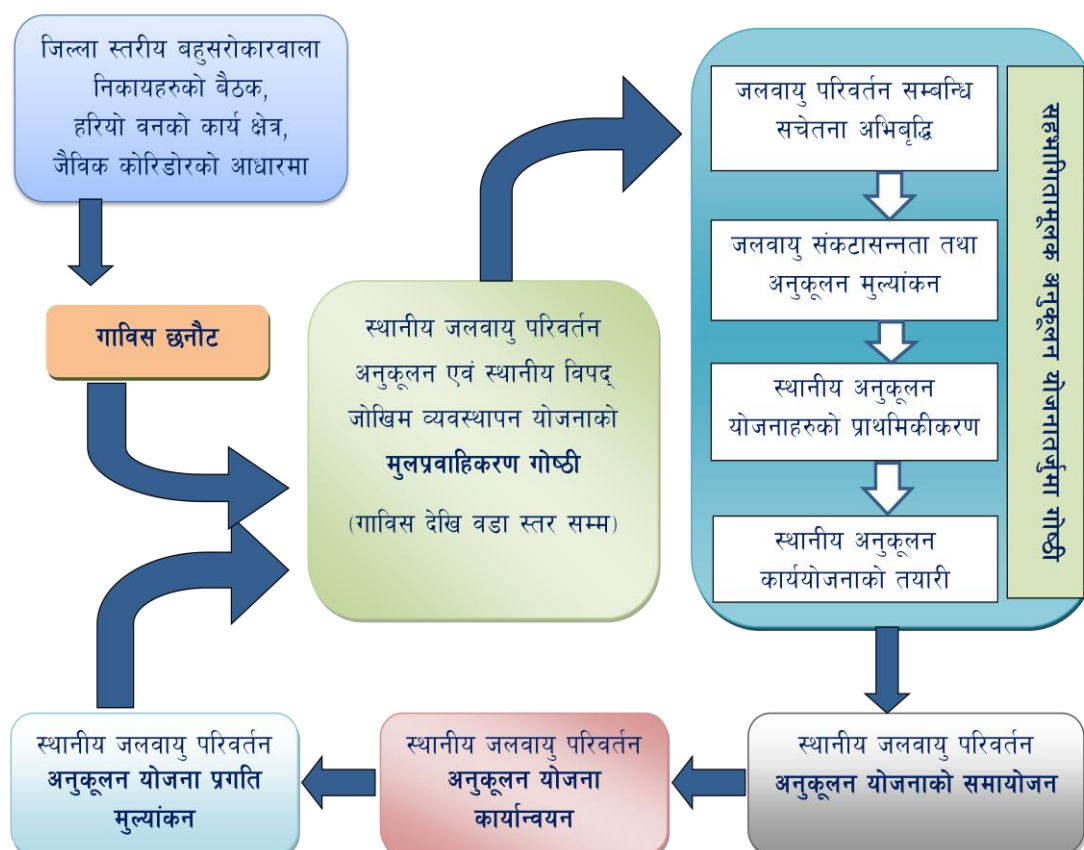 जिल्ला स्तरीय बहुसरोकारवाला
निकायहरुको बैठक,
हरियो वनको कार्य क्षेत्र,
जैविक कोरिडोरको आधारमा
गाविस छनौट
स्थानीय जलवायु परिवर्तन
अनुकूलन एवं स्थानीय विपद्
जोखिम व्यवस्थापन योजनाको
मुलप्रवाहिकरण गोष्ठी
(गाविस देखि वडा स्तर सम्म)
जलवायु परिवर्तन सम्बन्धि
सचेतना अभिबृद्धि
जलवायु संकटासन्नता तथा
अनुकूलन मुल्यांकन
स्थानीय अनुकूलन
योजनाहरुको प्राथमिकीकरण
स्थानीय अनुकूलन
कार्ययोजनाको तयारी
सहभागितामूलक अनुकूलन योजनातर्जुमा गोष्ठी
स्थानीय जलवायु परिवर्तन
अनुकूलन योजनाको समायोजन
स्थानीय जलवायु परिवर्तन
अनुकूलन योजना
कार्यान्वयन
स्थानीय जलवायु परिवर्तन
अनुकूलन योजना प्रगति
मुल्यांकन